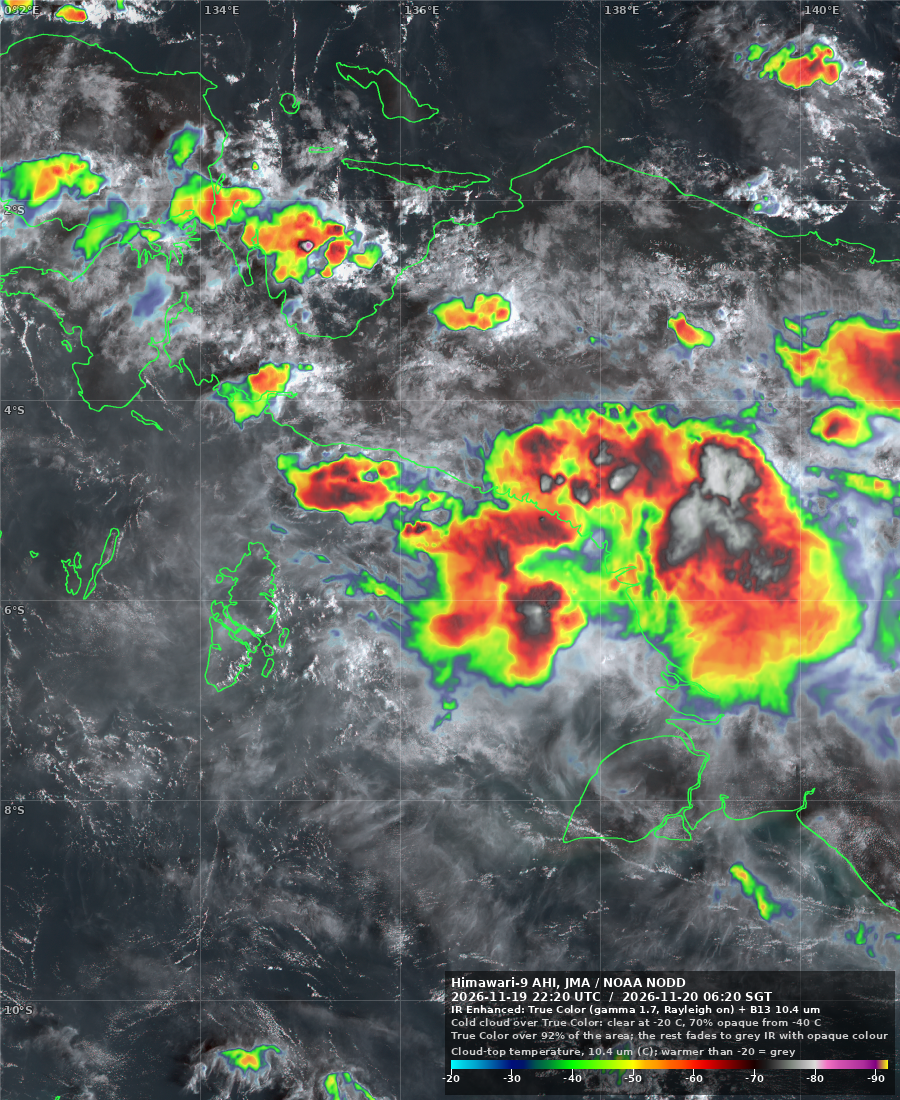 134°E
136°E
138°E
140°E
2°S
4°S
6°S
8°S
10°S
Himawari-9 AHI, JMA / NOAA NODD
2026-11-19 22:20 UTC / 2026-11-20 06:20 SGT
IR Enhanced: True Color (gamma 1.7, Rayleigh on) + B13 10.4 um
Cold cloud over True Color: clear at -20 C, 70% opaque from -40 C
True Color over 92% of the area; the rest fades to grey IR with opaque colour
Cloud-top temperature, 10.4 um (C); warmer than -20 = grey
-20 -30 -40 -50 -60 -70 -80 -90